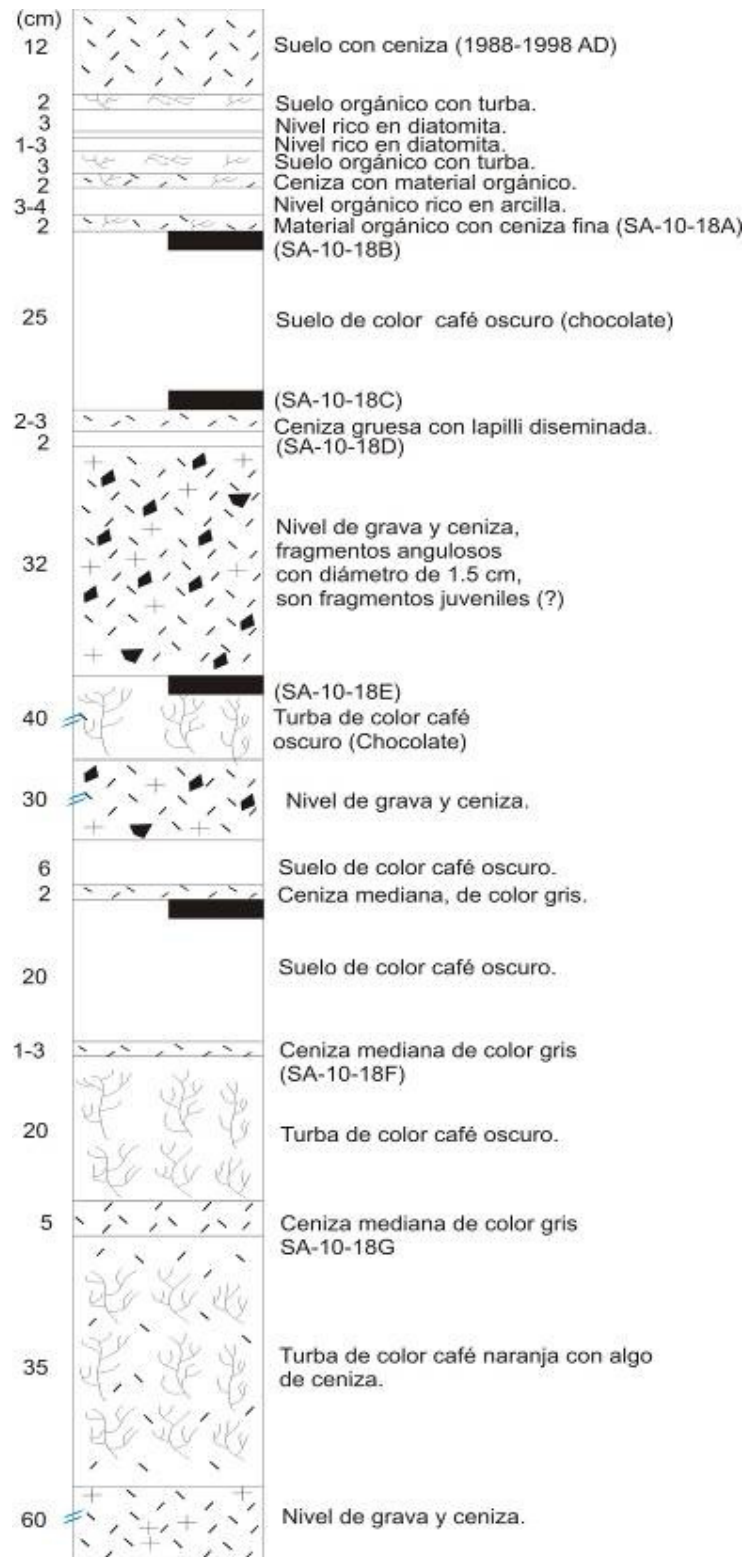 (cm)
12 Suelo con ceniza (1988-1998 AD)
2 Suelo orgánico con turba.
3 Nivel rico en diatomita.
1-3 Nivel rico en diatomita.
3 Suelo orgánico con turba.
2 Ceniza con material orgánico.
3-4 Nivel orgánico rico en arcilla.
2 Material orgánico con ceniza fina (SA-10-18A)
(SA-10-18B)
25 Suelo de color café oscuro (chocolate)
(SA-10-18C)
2-3 Ceniza gruesa con lapilli diseminada.
2 (SA-10-18D)
Nivel de grava y ceniza,
fragmentos angulosos
32 con diámetro de 1.5 cm,
son fragmentos juveniles (?)
(SA-10-18E)
40 Turba de color café
oscuro (Chocolate)
30 Nivel de grava y ceniza.
6 Suelo de color café oscuro.
2 Ceniza mediana, de color gris.
20 Suelo de color café oscuro.
1-3 Ceniza mediana de color gris
(SA-10-18F)
20 Turba de color café oscuro.
5 Ceniza mediana de color gris
SA-10-18G
35 Turba de color café naranja con algo
de ceniza.
60 Nivel de grava y ceniza.